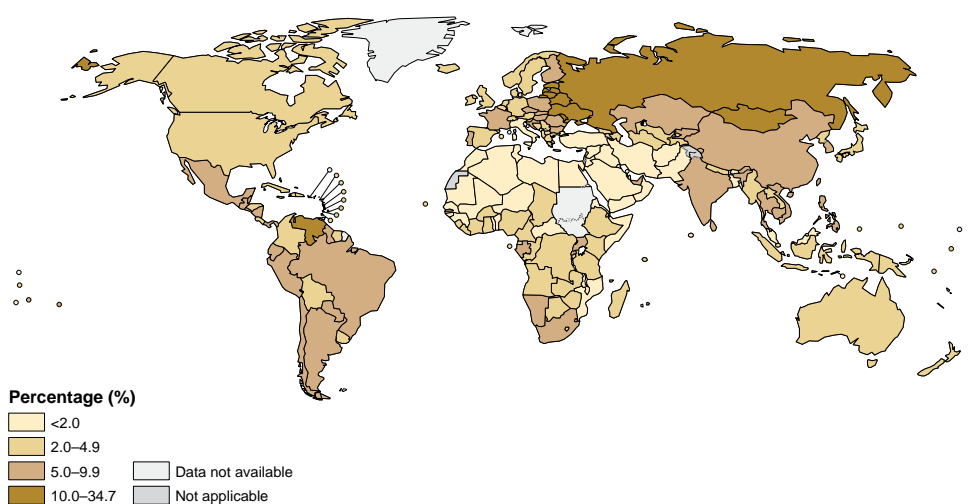 Percentage (%)
<2.0
2.0–4.9
5.0–9.9
10.0–34.7
Data not available
Not applicable